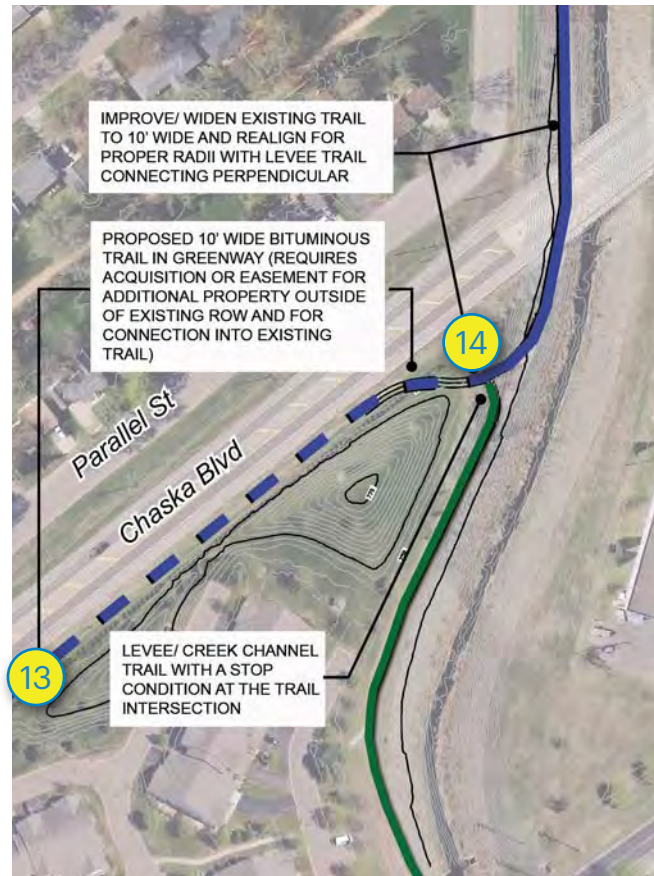 IMPROVE/ WIDEN EXISTING TRAIL
TO 10' WIDE AND REALIGN FOR
PROPER RADII WITH LEVEE TRAIL
CONNECTING PERPENDICULAR
PROPOSED 10' WIDE BITUMINOUS
TRAIL IN GREENWAY (REQUIRES
ACQUISITION OR EASEMENT FOR
ADDITIONAL PROPERTY OUTSIDE
OF EXISTING ROW AND FOR
CONNECTION INTO EXISTING
TRAIL)
14
Parallel St
Chaska Blvd
13
LEVEE/ CREEK CHANNEL
TRAIL WITH A STOP
CONDITION AT THE TRAIL
INTERSECTION